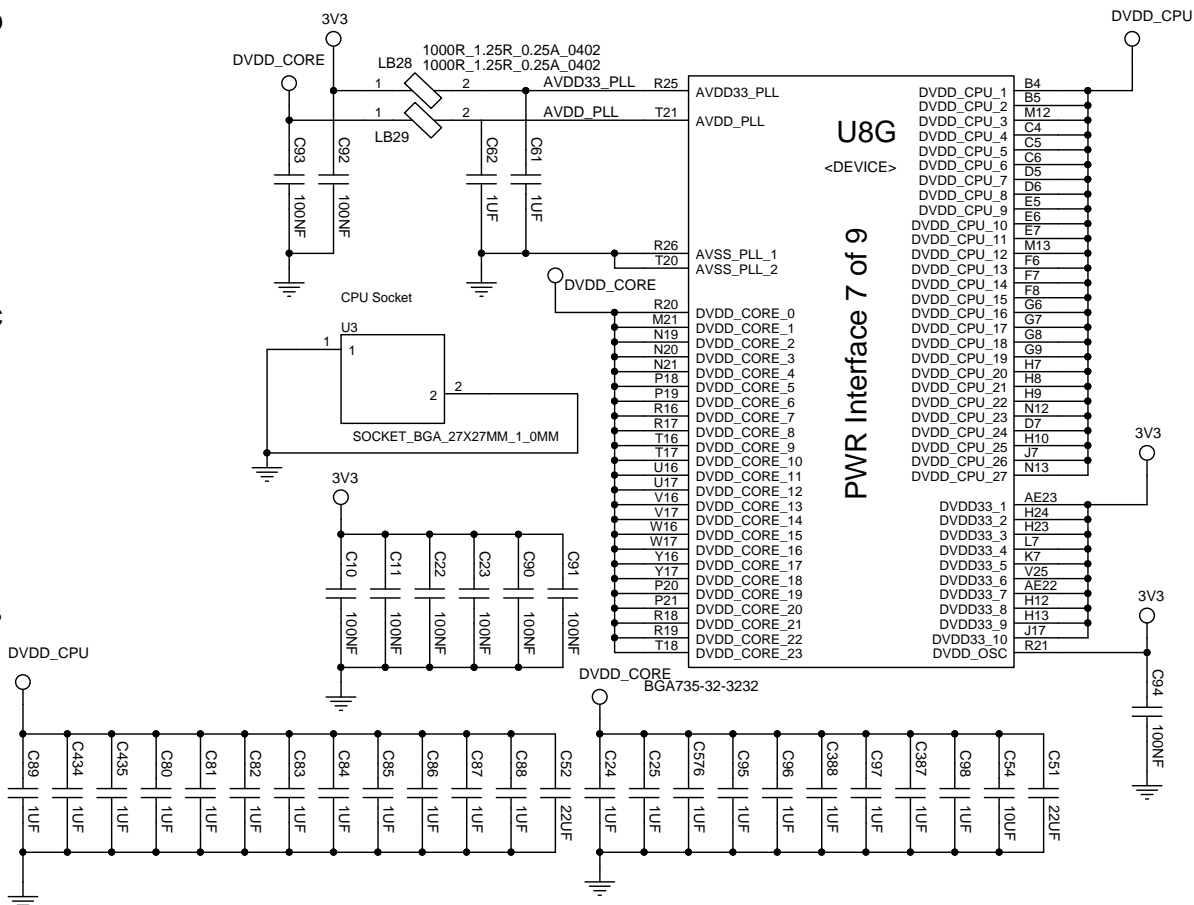 3V3
DVDD_CPU
DVDD_CORE
1000R_1.25R_0.25A_0402
1000R_1.25R_0.25A_0402
LB28
1 2 AVDD33_PLL R25 AVDD33_PLL
1 2 AVDD_PLL T21 AVDD_PLL
LB29
C93 100NF
C92 100NF
C62 1UF
C61 1UF
U8G
<DEVICE>
PWR Interface 7 of 9
R26 AVSS_PLL_1
T20 AVSS_PLL_2
DVDD_CORE
R20 DVDD_CORE_0
M21 DVDD_CORE_1
N19 DVDD_CORE_2
N20 DVDD_CORE_3
N21 DVDD_CORE_4
P18 DVDD_CORE_5
P19 DVDD_CORE_6
R16 DVDD_CORE_7
R17 DVDD_CORE_8
T16 DVDD_CORE_9
T17 DVDD_CORE_10
U16 DVDD_CORE_11
U17 DVDD_CORE_12
V16 DVDD_CORE_13
V17 DVDD_CORE_14
W16 DVDD_CORE_15
W17 DVDD_CORE_16
Y16 DVDD_CORE_17
Y17 DVDD_CORE_18
P20 DVDD_CORE_19
P21 DVDD_CORE_20
R18 DVDD_CORE_21
R19 DVDD_CORE_22
T18 DVDD_CORE_23
BGA735-32-3232
DVDD_CPU_1 B4
DVDD_CPU_2 B5
DVDD_CPU_3 M12
DVDD_CPU_4 C4
DVDD_CPU_5 C5
DVDD_CPU_6 C6
DVDD_CPU_7 D5
DVDD_CPU_8 D6
DVDD_CPU_9 E5
DVDD_CPU_10 E6
DVDD_CPU_11 E7
DVDD_CPU_12 M13
DVDD_CPU_13 F6
DVDD_CPU_14 F7
DVDD_CPU_15 F8
DVDD_CPU_16 G6
DVDD_CPU_17 G7
DVDD_CPU_18 G8
DVDD_CPU_19 G9
DVDD_CPU_20 H7
DVDD_CPU_21 H8
DVDD_CPU_22 H9
DVDD_CPU_23 N12
DVDD_CPU_24 D7
DVDD_CPU_25 H10
DVDD_CPU_26 J7
DVDD_CPU_27 N13
3V3
DVDD33_1 AE23
DVDD33_2 H24
DVDD33_3 H23
DVDD33_4 L7
DVDD33_5 K7
DVDD33_6 V25
DVDD33_7 AE22
DVDD33_8 H12
DVDD33_9 H13
DVDD33_10 J17
DVDD_OSC R21
3V3
C94 100NF
CPU Socket
U3
1 1
2 2
SOCKET_BGA_27X27MM_1_0MM
3V3
C10 100NF
C11 100NF
C22 100NF
C23 100NF
C90 100NF
C91 100NF
DVDD_CPU
C89 1UF
C434 1UF
C435 1UF
C80 1UF
C81 1UF
C82 1UF
C83 1UF
C84 1UF
C85 1UF
C86 1UF
C87 1UF
C88 1UF
C52 22UF
DVDD_CORE
C24 1UF
C25 1UF
C576 1UF
C95 1UF
C96 1UF
C388 1UF
C97 1UF
C387 1UF
C98 1UF
C54 10UF
C51 22UF